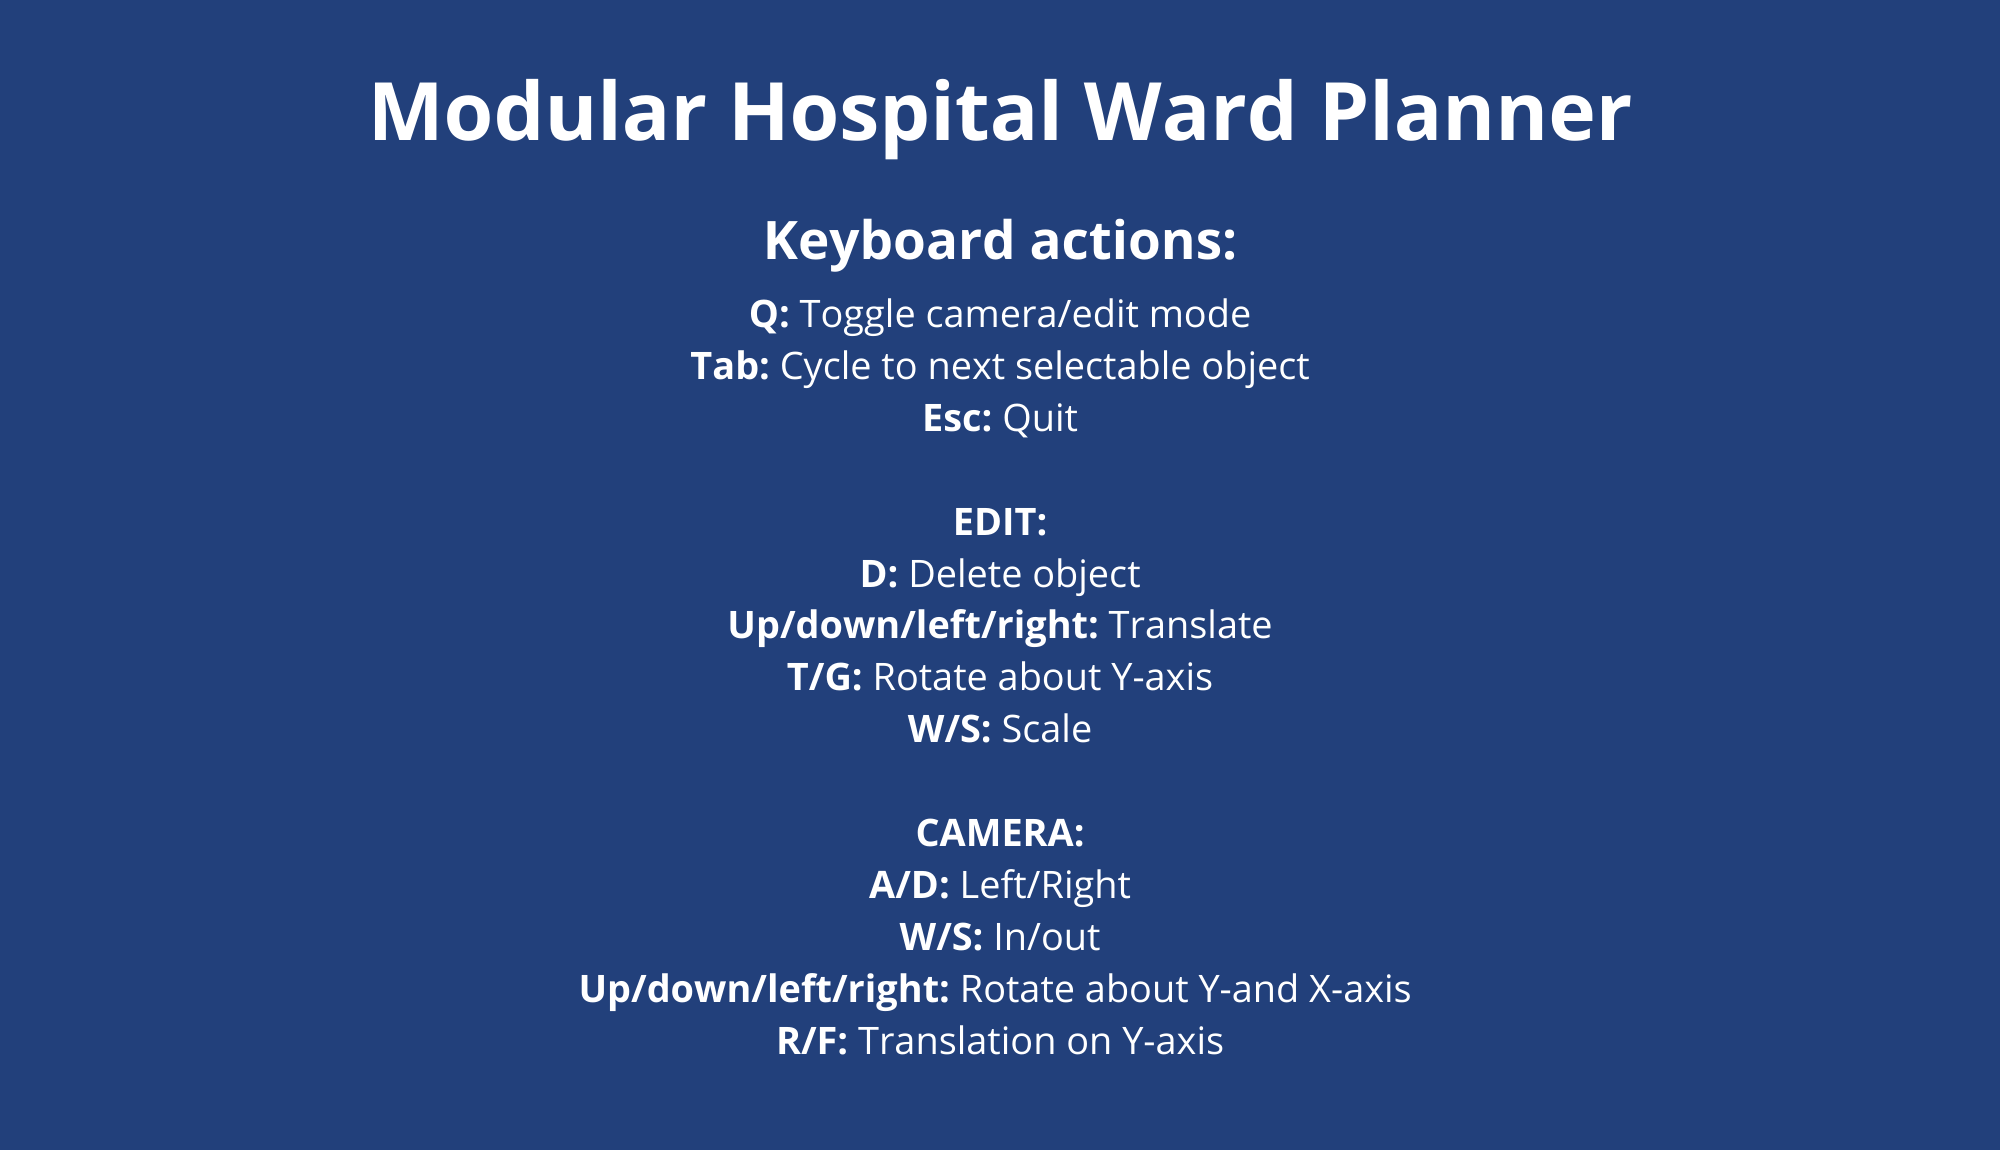 Modular Hospital Ward Planner
Keyboard actions:
Q: Toggle camera/edit mode
Tab: Cycle to next selectable object
Esc: Quit
EDIT:
D: Delete object
Up/down/left/right: Translate
T/G: Rotate about Y-axis
W/S: Scale
CAMERA:
A/D: Left/Right
W/S: In/out
Up/down/left/right: Rotate about Y-and X-axis
R/F: Translation on Y-axis